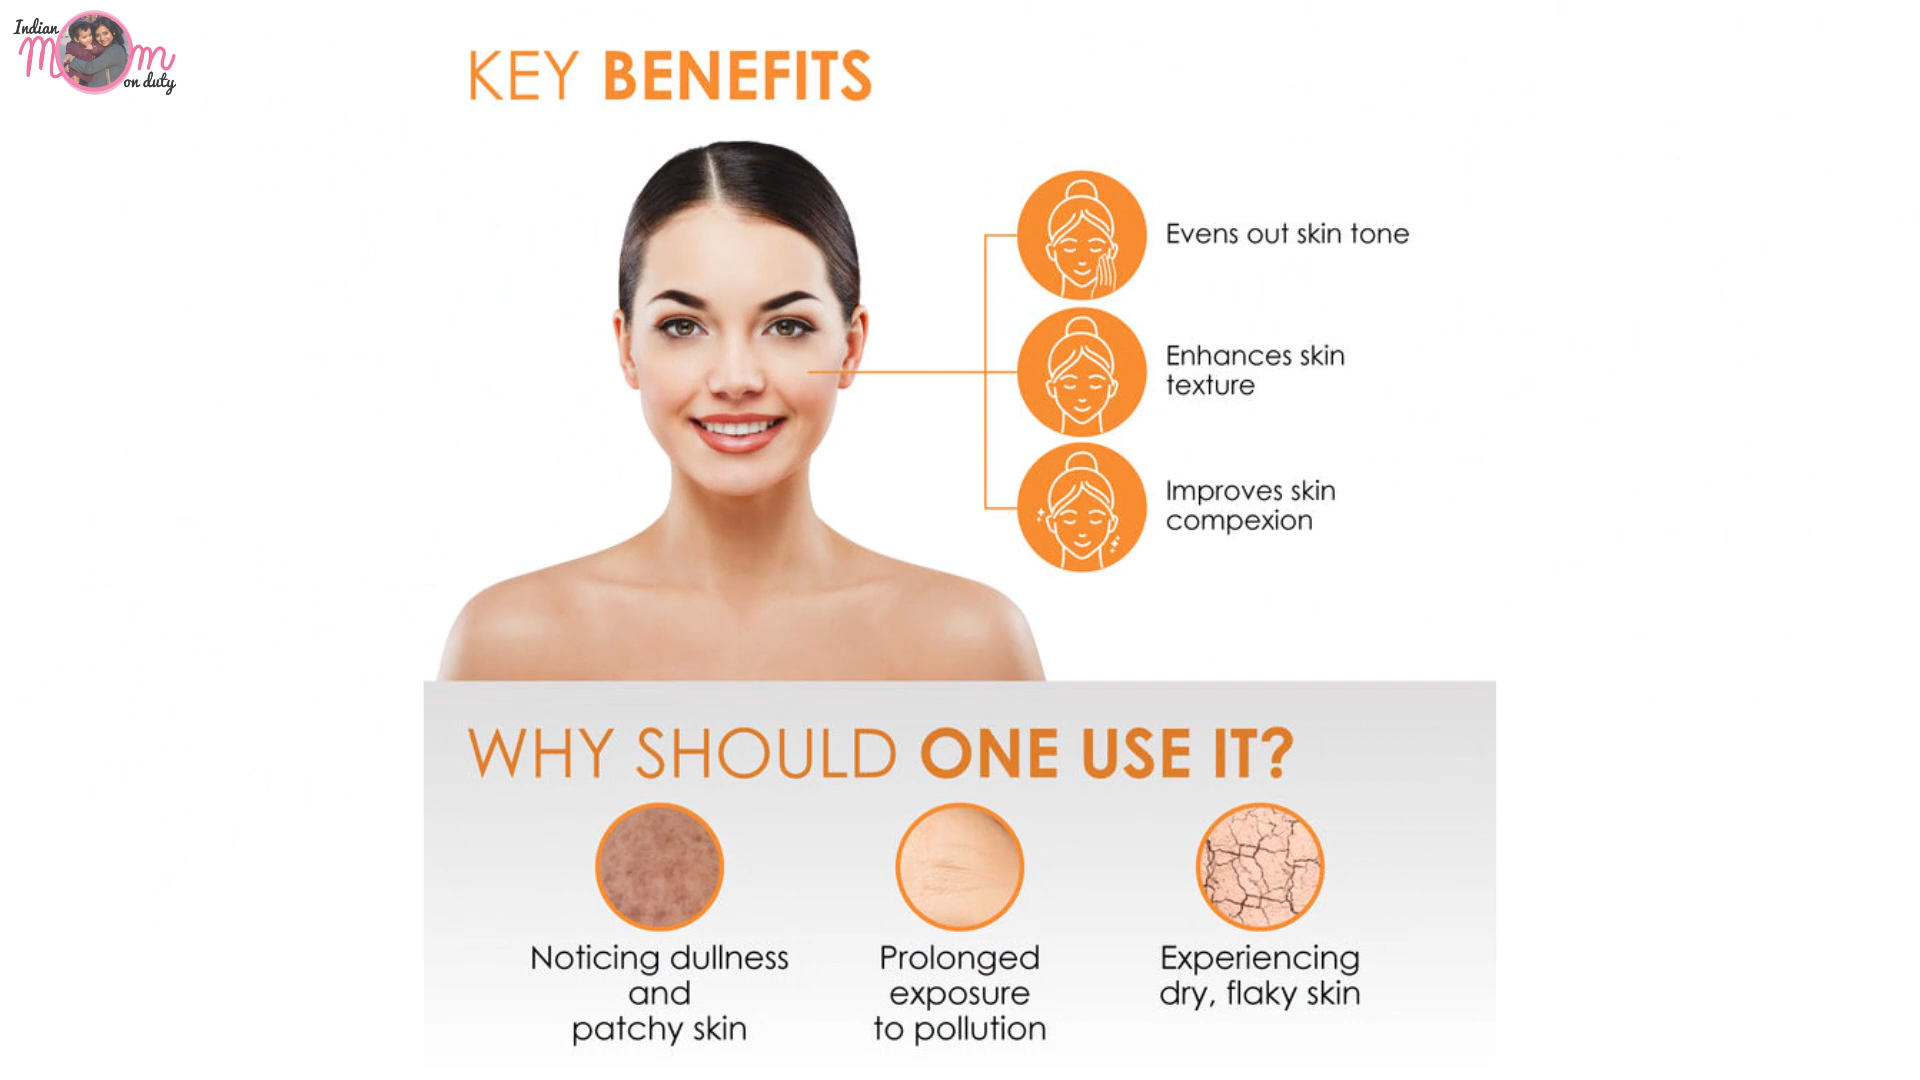 Indian
Mom
on duty
KEY BENEFITS
Evens out skin tone
Enhances skin
texture
Improves skin
compexion
WHY SHOULD ONE USE IT?
Noticing dullness
and
patchy skin
Prolonged
exposure
to pollution
Experiencing
dry, flaky skin